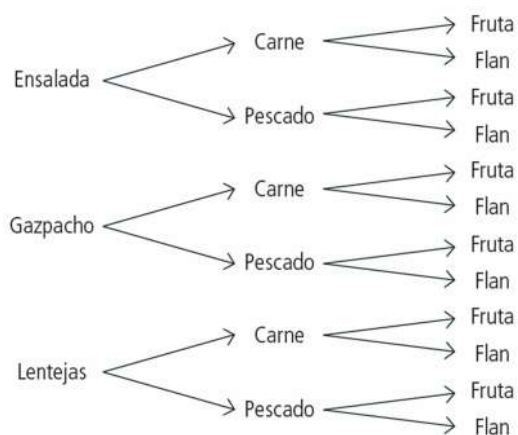 Fruta
Carne
Flan
Ensalada
Fruta
Pescado
Flan
Fruta
Carne
Flan
Gazpacho
Fruta
Pescado
Flan
Fruta
Carne
Flan
Lentejas
Fruta
Pescado
Flan